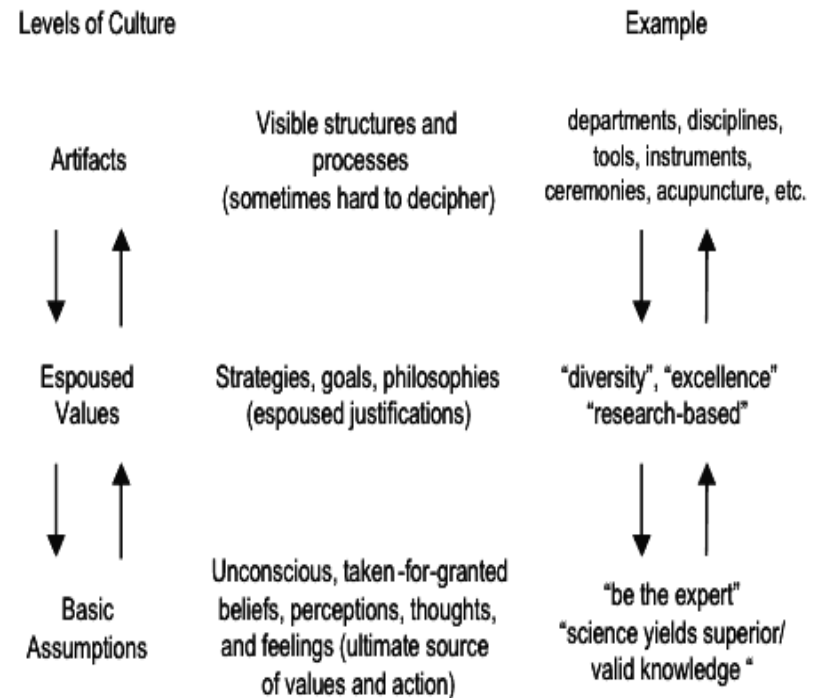 Levels of Culture
Example
Artifacts
Visible structures and
processes
(sometimes hard to decipher)
departments, disciplines,
tools, instruments,
ceremonies, acupuncture, etc.
Espoused
Values
Strategies, goals, philosophies
(espoused justifications)
“diversity”, “excellence”
“research-based”
Basic
Assumptions
Unconscious, taken-for-granted
beliefs, perceptions, thoughts,
and feelings (ultimate source
of values and action)
“be the expert”
“science yields superior/
valid knowledge “